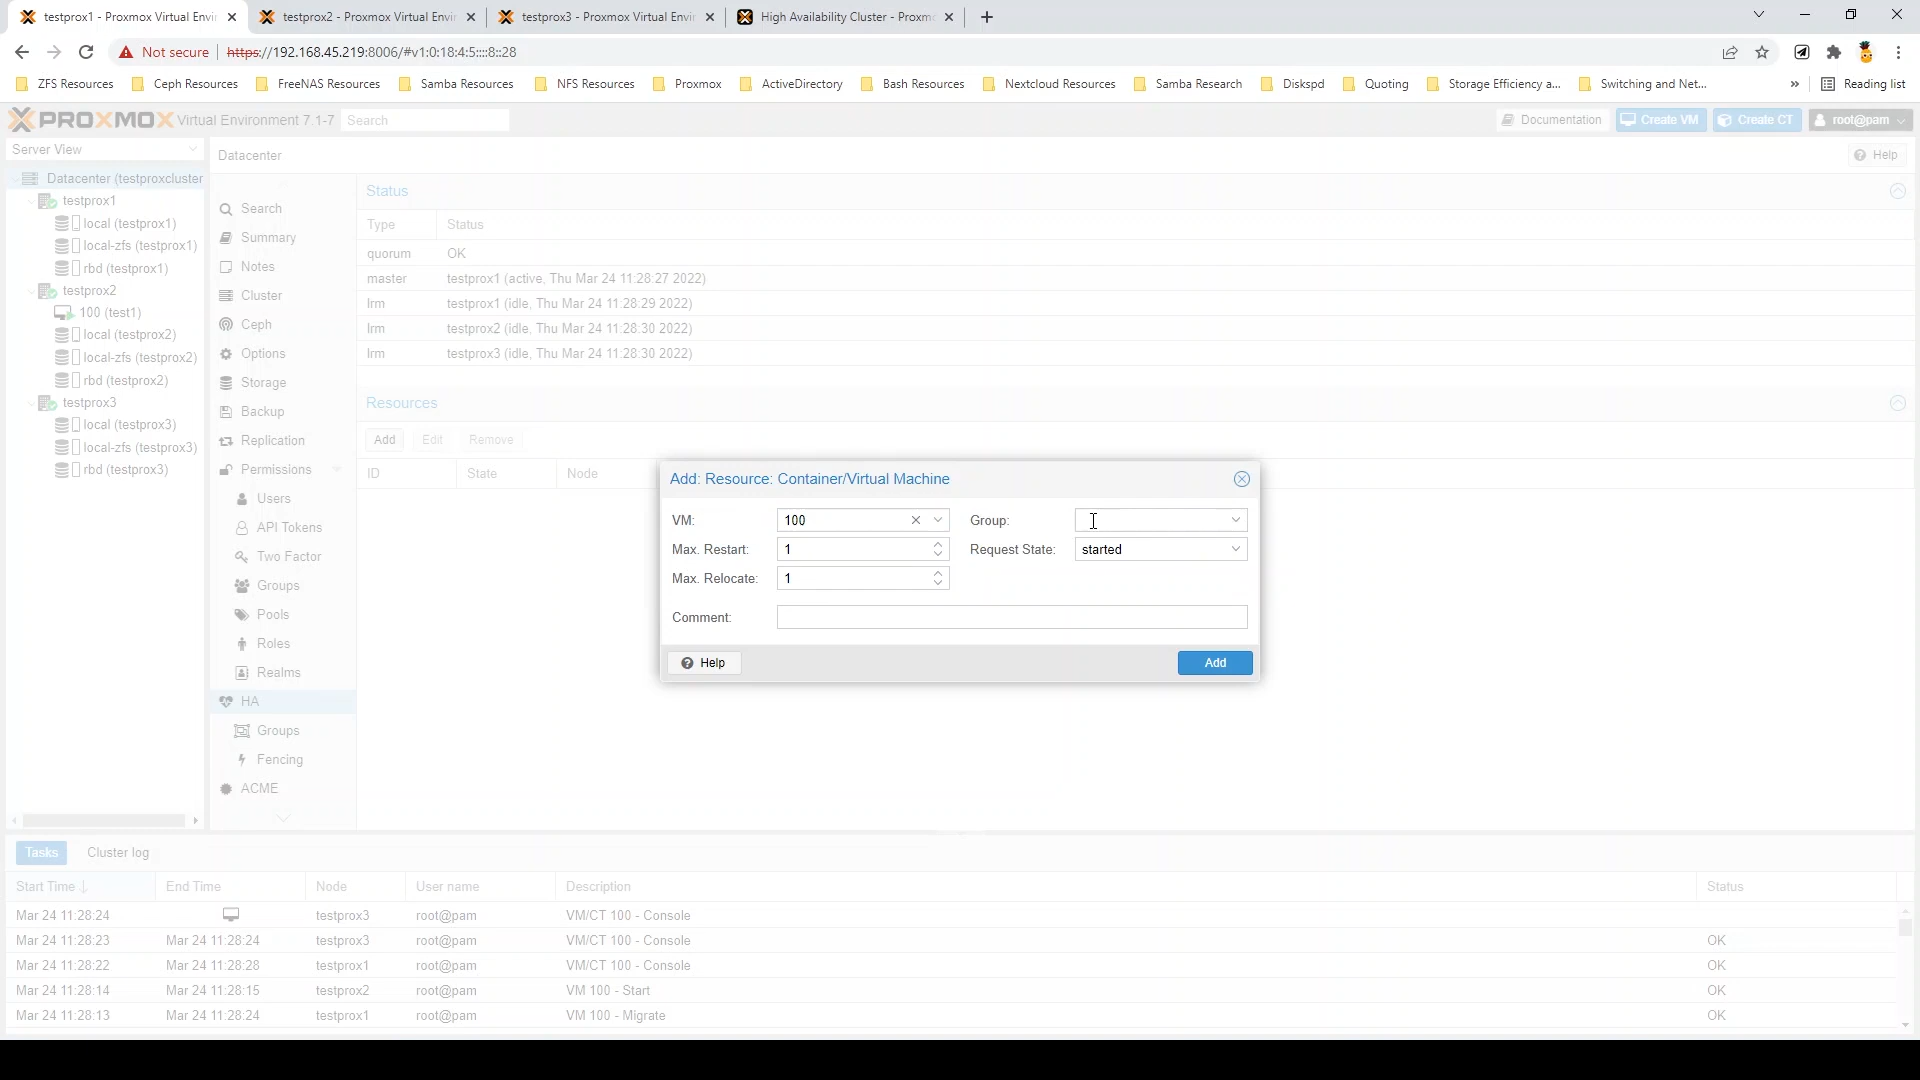 testprox1 - Proxmox Virtual Envir
testprox2 - Proxmox Virtual Envir
testprox3 - Proxmox Virtual Envir
High Availability Cluster - Proxmo
Not secure
https://192.168.45.219:8006/#v1:0:18:4:5::::8::28
ZFS Resources
Ceph Resources
FreeNAS Resources
Samba Resources
NFS Resources
Proxmox
ActiveDirectory
Bash Resources
Nextcloud Resources
Samba Research
Diskspd
Quoting
Storage Efficiency a...
Switching and Net...
»
Reading list
PROXMOX Virtual Environment 7.1-7
Search
Documentation
Create VM
Create CT
root@pam
Server View
Datacenter
Help
Datacenter (testproxcluster
testprox1
local (testprox1)
local-zfs (testprox1)
rbd (testprox1)
testprox2
100 (test1)
local (testprox2)
local-zfs (testprox2)
rbd (testprox2)
testprox3
local (testprox3)
local-zfs (testprox3)
rbd (testprox3)
Search
Summary
Notes
Cluster
Ceph
Options
Storage
Backup
Replication
Permissions
Users
API Tokens
Two Factor
Groups
Pools
Roles
Realms
HA
Groups
Fencing
ACME
Status
Type Status
quorum OK
master testprox1 (active, Thu Mar 24 11:28:27 2022)
lrm testprox1 (idle, Thu Mar 24 11:28:29 2022)
lrm testprox2 (idle, Thu Mar 24 11:28:30 2022)
lrm testprox3 (idle, Thu Mar 24 11:28:30 2022)
Resources
Add Edit Remove
ID State Node
Add: Resource: Container/Virtual Machine
VM: 100 Group:
Max. Restart: 1 Request State: started
Max. Relocate: 1
Comment:
Help Add
Tasks Cluster log
Start Time End Time Node User name Description Status
Mar 24 11:28:24 testprox3 root@pam VM/CT 100 - Console
Mar 24 11:28:23 Mar 24 11:28:24 testprox3 root@pam VM/CT 100 - Console OK
Mar 24 11:28:22 Mar 24 11:28:28 testprox1 root@pam VM/CT 100 - Console OK
Mar 24 11:28:14 Mar 24 11:28:15 testprox2 root@pam VM 100 - Start OK
Mar 24 11:28:13 Mar 24 11:28:24 testprox1 root@pam VM 100 - Migrate OK